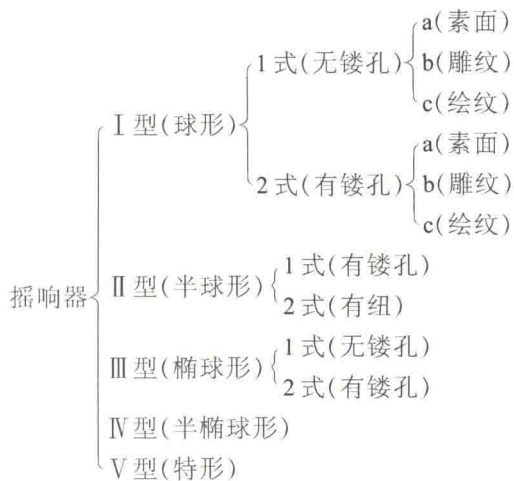 a(素面)
1式(无镂孔) b(雕纹)
c(绘纹)
Ⅰ型(球形)
a(素面)
2式(有镂孔) b(雕纹)
c(绘纹)
摇响器
Ⅱ型(半球形)
1式(有镂孔)
2式(有纽)
Ⅲ型(椭球形)
1式(无镂孔)
2式(有镂孔)
Ⅳ型(半椭球形)
Ⅴ型(特形)